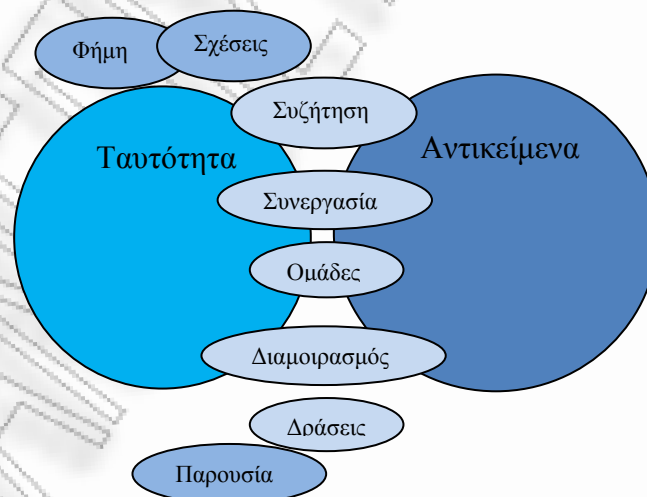 Φήμη
Σχέσεις
Συζήτηση
Ταυτότητα
Αντικείμενα
Συνεργασία
Ομάδες
Διαμοιρασμός
Δράσεις
Παρουσία